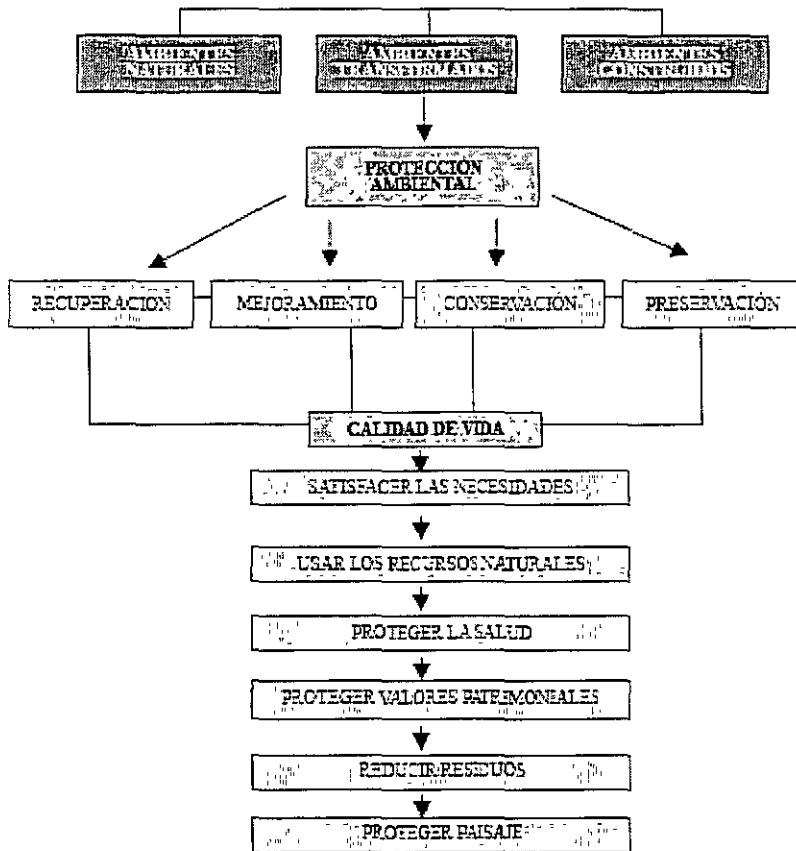 AMBIENTES
NATURALES
AMBIENTES
TRANSFORMADOS
AMBIENTES
CONSTRUIDOS
PROTECCIÓN
AMBIENTAL
RECUPERACION
MEJORAMIENTO
CONSERVACIÓN
PRESERVACIÓN
CALIDAD DE VIDA
SATISFACER LAS NECESIDADES
USAR LOS RECURSOS NATURALES
PROTEGER LA SALUD
PROTEGER VALORES PATRIMONIALES
REDUCIR RESIDUOS
PROTEGER PAISAJE